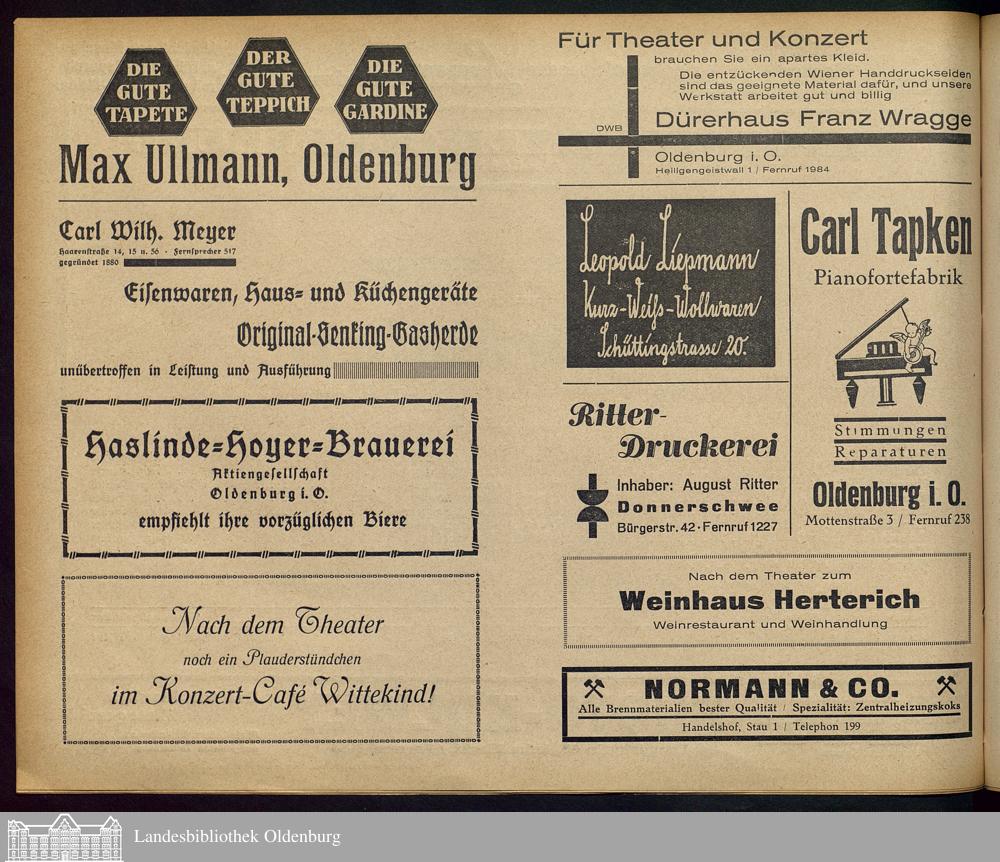 DIE
GUTE
TAPETE
DER
GUTE
TEPPICH
DIE
GUTE
GARDINE
Max Ullmann, Oldenburg
Carl Wilh. Meyer
Haarenstraße 14, 15 u. 56 · Fernsprecher 517
gegründet 1880
Eisenwaren, Haus- und Küchengeräte
Original-Senking-Gasherde
unübertroffen in Leistung und Ausführung
Haslinde-Hoyer-Brauerei
Aktiengesellschaft
Oldenburg i. O.
empfiehlt ihre vorzüglichen Biere
Nach dem Theater
noch ein Plauderstündchen
im Konzert-Café Wittekind!
Für Theater und Konzert
brauchen Sie ein apartes Kleid.
Die entzückenden Wiener Handdruckseiden
sind das geeignete Material dafür, und unsere
Werkstatt arbeitet gut und billig
DWB
Dürerhaus Franz Wragge
Oldenburg i. O.
Heiligengeistwall 1 / Fernruf 1984
Leopold Liepmann
Kurz-Weiß-Wollwaren
Schüttingstrasse 20.
Ritter-
Druckerei
Inhaber: August Ritter
Donnerschwee
Bürgerstr. 42 · Fernruf 1227
Carl Tapken
Pianofortefabrik
Stimmungen
Reparaturen
Oldenburg i. O.
Mottenstraße 3 / Fernruf 238
Nach dem Theater zum
Weinhaus Herterich
Weinrestaurant und Weinhandlung
NORMANN & CO.
Alle Brennmaterialien bester Qualität / Spezialität: Zentralheizungskoks
Handelshof, Stau 1 / Telephon 199
Landesbibliothek Oldenburg